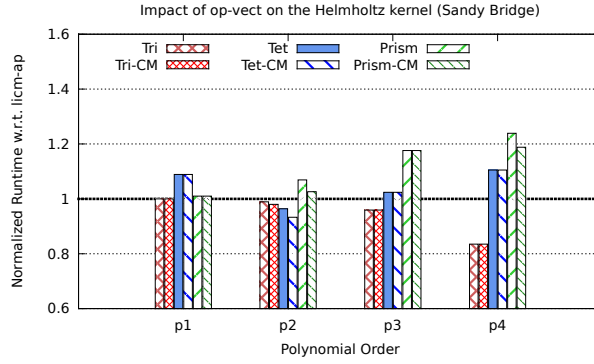 Impact of op-vect on the Helmholtz kernel (Sandy Bridge)
Normalized Runtime w.r.t. licm-ap
1.6
1.4
1.2
1
0.8
0.6
Tri
Tet
Prism
Tri-CM
Tet-CM
Prism-CM
p1
p2
p3
p4
Polynomial Order